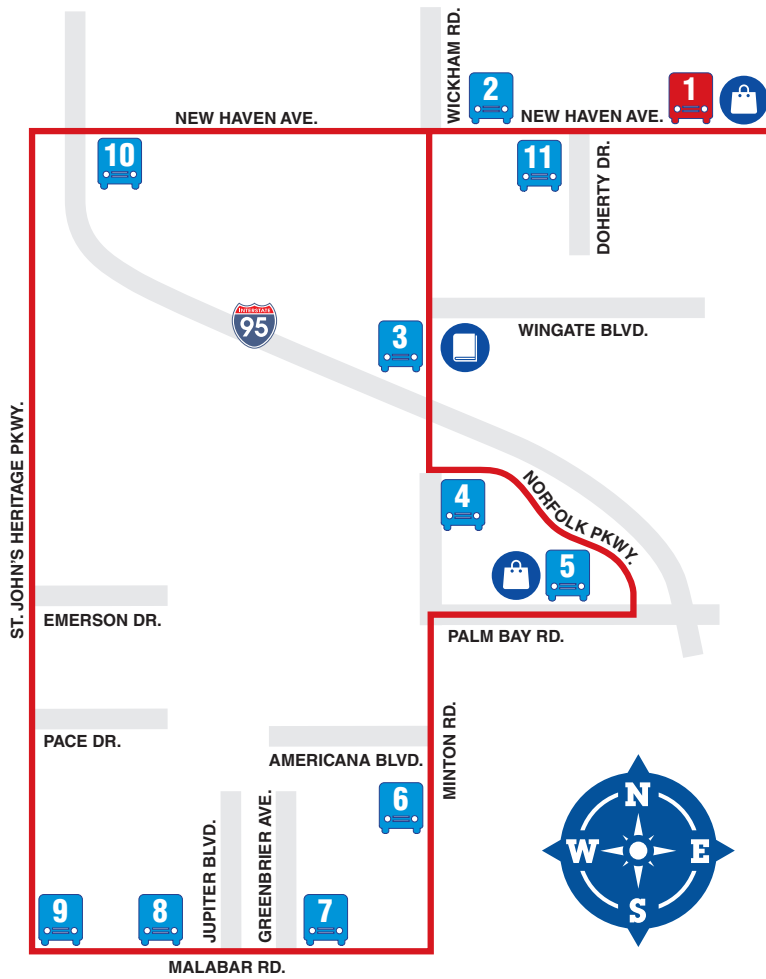 WICKHAM RD.
NEW HAVEN AVE.
2
NEW HAVEN AVE.
1
10
11
DOHERTY DR.
INTERSTATE
95
3
WINGATE BLVD.
ST. JOHN'S HERITAGE PKWY.
4
NORFOLK PKWY.
5
EMERSON DR.
PALM BAY RD.
PACE DR.
AMERICANA BLVD.
MINTON RD.
6
JUPITER BLVD.
GREENBRIER AVE.
9
8
7
MALABAR RD.
N
W
E
S